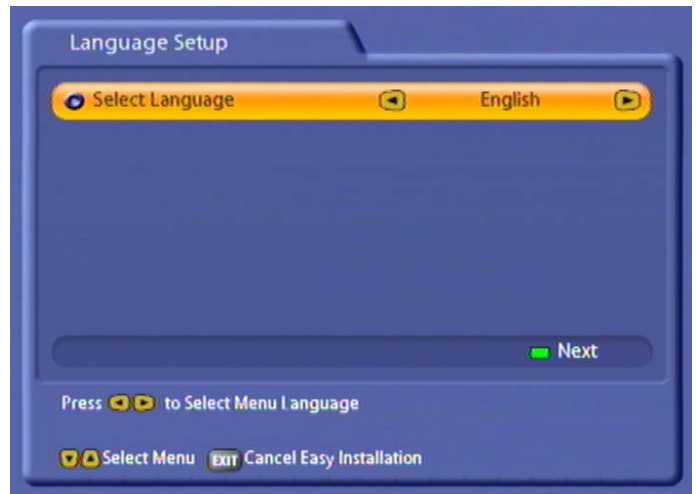 Language Setup
Select Language English
Next
Press to Select Menu Language
Select Menu EXIT Cancel Easy Installation